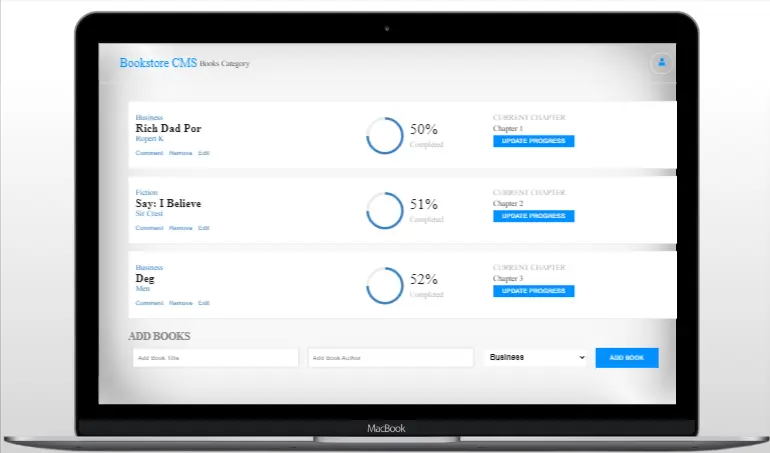 Bookstore CMS Books Category
Business
Rich Dad Por
Ropert K
Comment Remove Edit
50%
Completed
CURRENT CHAPTER
Chapter 1
UPDATE PROGRESS
Fiction
Say: I Believe
Sir Crest
Comment Remove Edit
51%
Completed
CURRENT CHAPTER
Chapter 2
UPDATE PROGRESS
Business
Deg
Men
Comment Remove Edit
52%
Completed
CURRENT CHAPTER
Chapter 3
UPDATE PROGRESS
ADD BOOKS
Add Book Title
Add Book Author
Business
ADD BOOK
MacBook